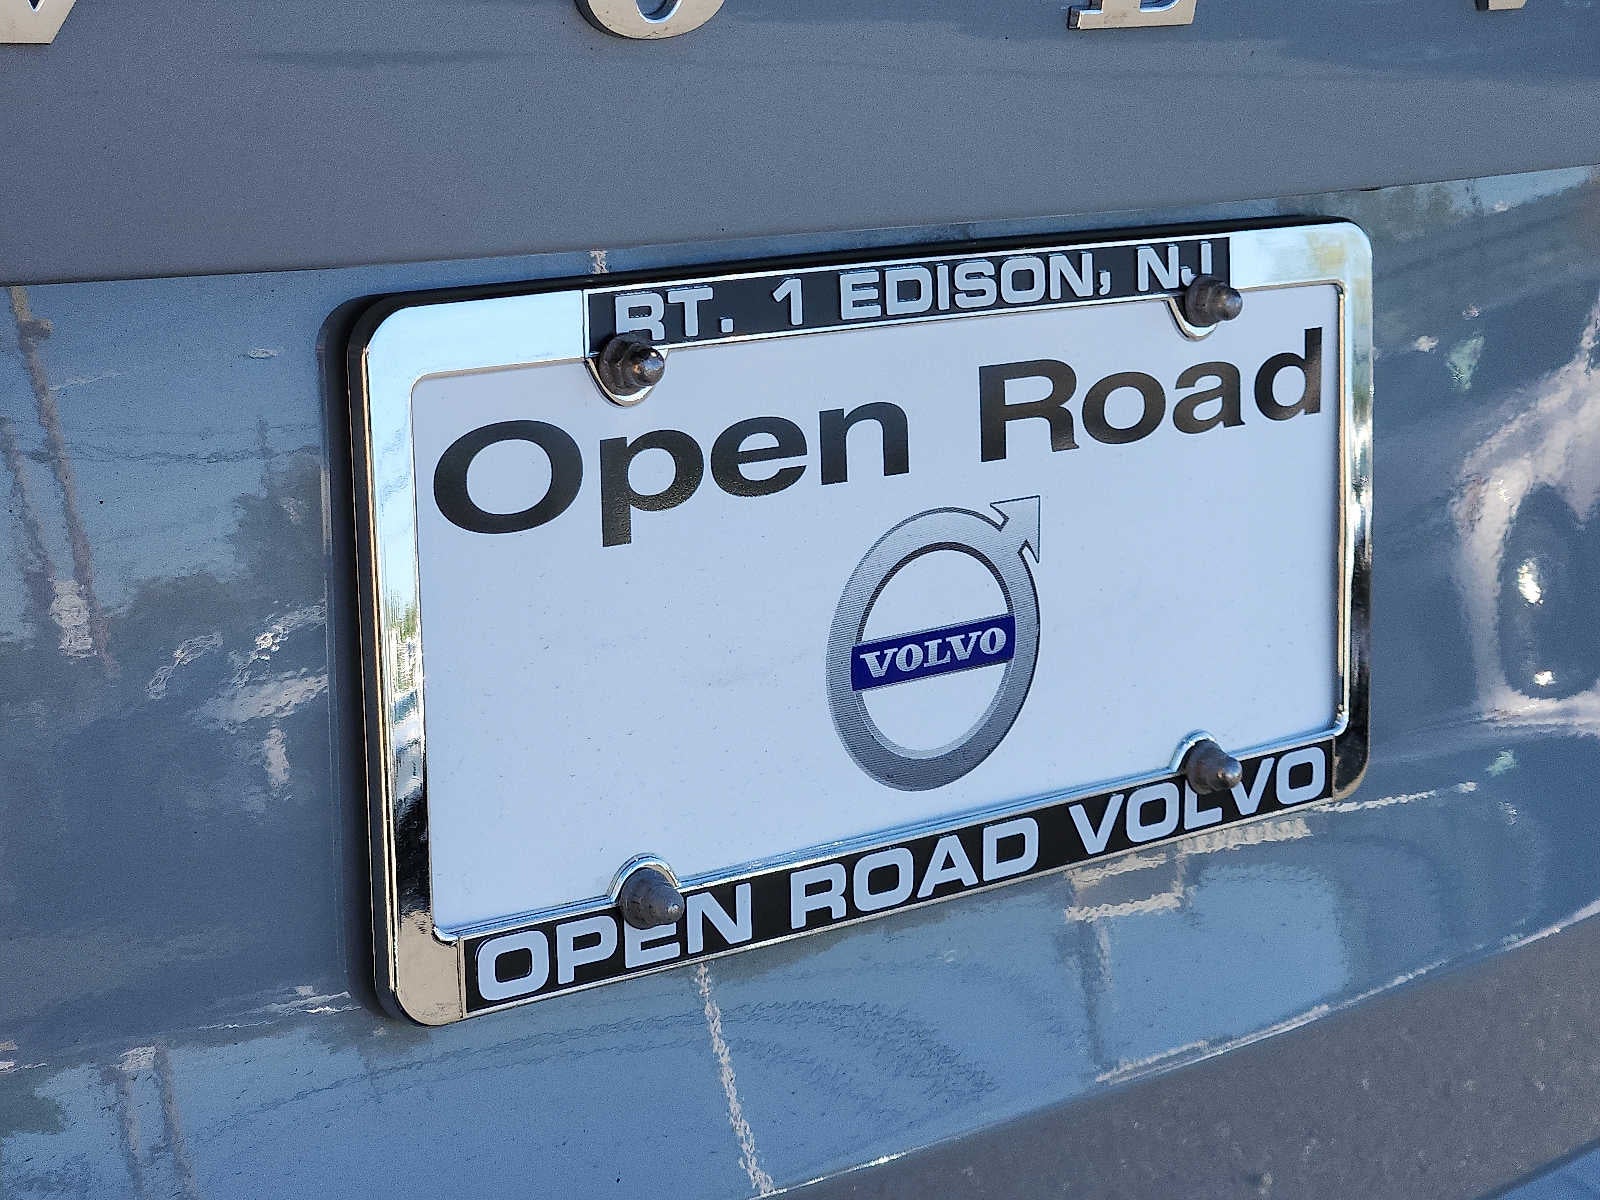 RT. 1 EDISON, NJ
Open Road
VOLVO
OPEN ROAD VOLVO